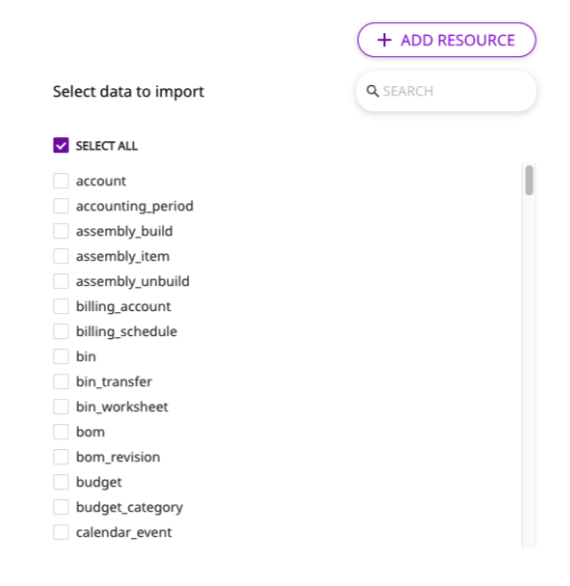 + ADD RESOURCE
Select data to import
SEARCH
SELECT ALL
account
accounting_period
assembly_build
assembly_item
assembly_unbuild
billing_account
billing_schedule
bin
bin_transfer
bin_worksheet
bom
bom_revision
budget
budget_category
calendar_event